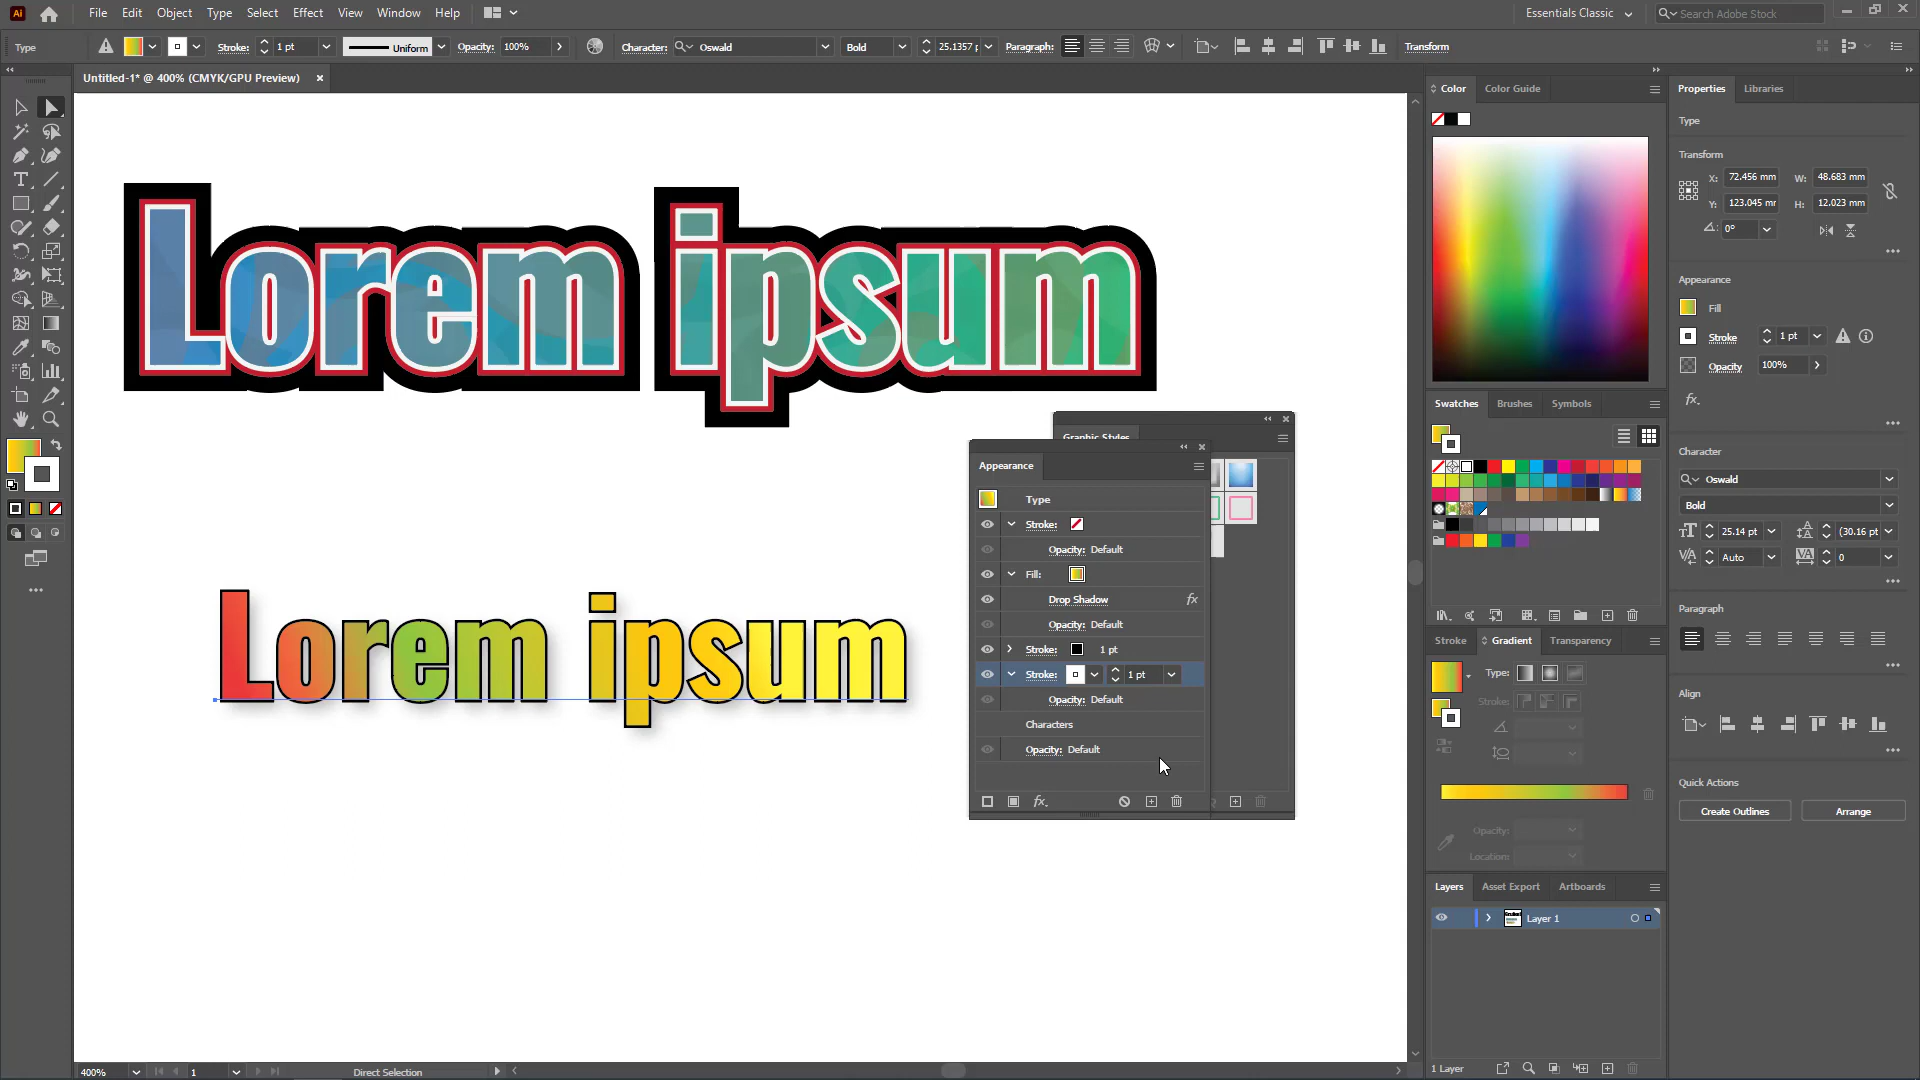 Ai File Edit Object Type Select Effect View Window Help Essentials Classic Search Adobe Stock
Type Stroke: 1 pt Uniform Opacity: 100% Character: Oswald Bold 25.1357 p Paragraph: Transform
Untitled-1* @ 400% (CMYK/GPU Preview)
Color Color Guide
Properties Libraries
Type
Transform
X: 72.456 mm W: 48.683 mm
Y: 123.045 mr H: 12.023 mm
0°
Lorem ipsum
Appearance
Fill
Stroke 1 pt
Opacity 100%
fx.
Swatches Brushes Symbols
Graphic Styles
Appearance
Type
Stroke:
Opacity: Default
Fill:
Drop Shadow fx
Opacity: Default
Stroke: 1 pt
Stroke: 1 pt
Opacity: Default
Characters
Opacity: Default
fx.
Lorem ipsum
Character
Oswald
Bold
25.14 pt (30.16 pt
Auto 0
Paragraph
Stroke Gradient Transparency
Type:
Stroke:
Opacity:
Location:
Align
Quick Actions
Create Outlines Arrange
Layers Asset Export Artboards
Layer 1
1 Layer
400% 1 Direct Selection